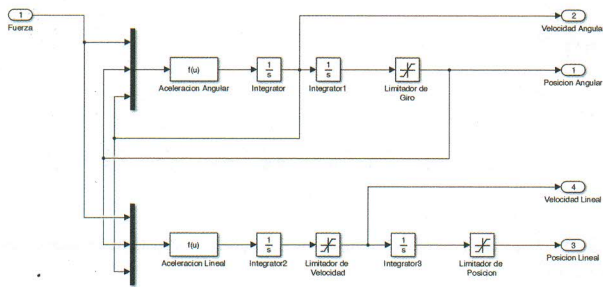 1
Fuerza
2
Velocidad Angula
f(u)
Aceleracion Angular
1
s
Integrator
1
s
Integrator1
Limitador de
Giro
1
Posicion Angular
4
Velocidad Lineal
f(u)
Aceleracion Lineal
1
s
Integrator2
Limitador de
Velocidad
1
s
Integrator3
Limitador de
Posicion
3
Posicion Lineal